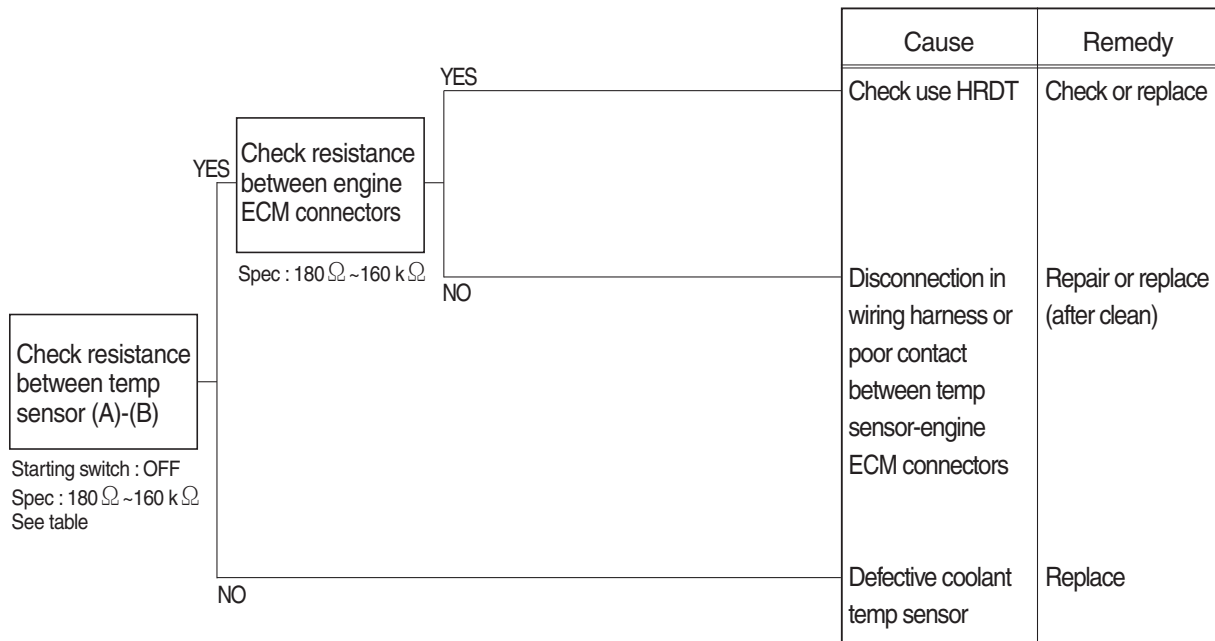 Cause
Remedy
YES
Check use HRDT
Check or replace
YES
Check resistance
between engine
ECM connectors
Spec : 180 Ω ~160 k Ω
NO
Disconnection in
wiring harness or
poor contact
between temp
sensor-engine
ECM connectors
Repair or replace
(after clean)
Check resistance
between temp
sensor (A)-(B)
Starting switch : OFF
Spec : 180 Ω ~160 k Ω
See table
NO
Defective coolant
temp sensor
Replace